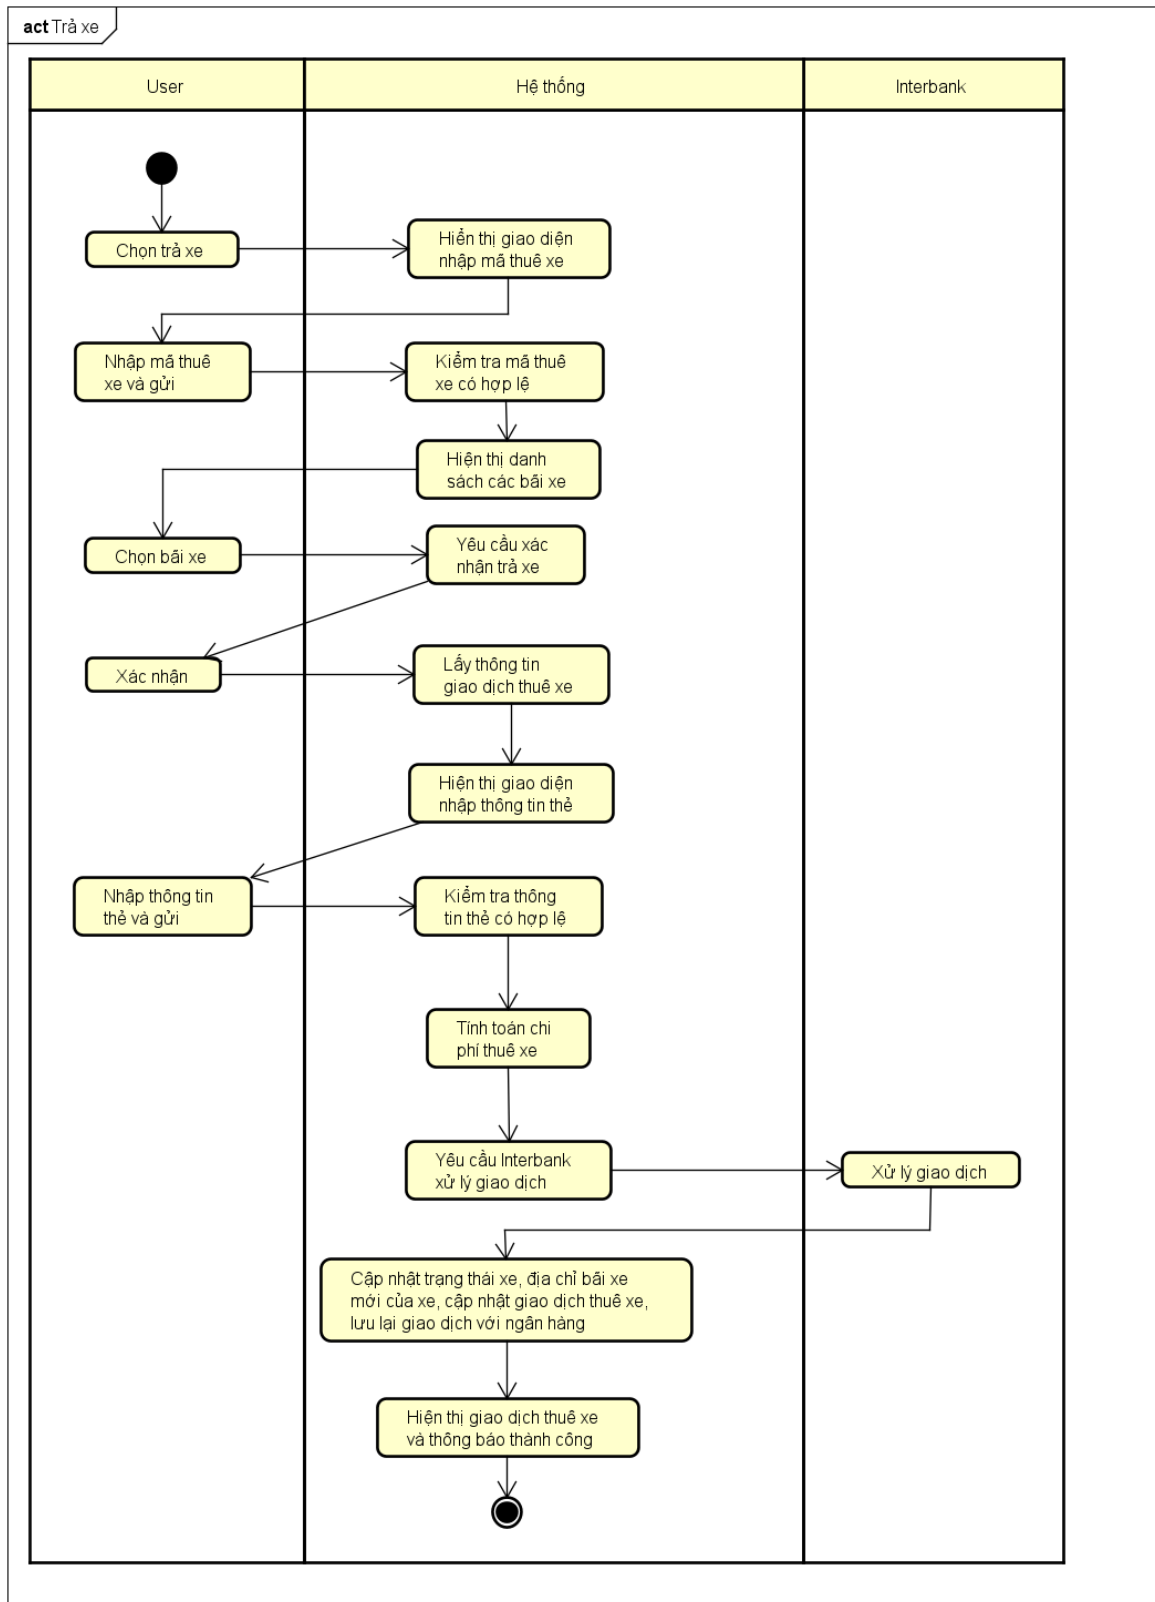 act Trả xe
User
Hệ thống
Interbank
Chọn trả xe
Hiển thị giao diện
nhập mã thuê xe
Nhập mã thuê
xe và gửi
Kiểm tra mã thuê
xe có hợp lệ
Hiện thị danh
sách các bãi xe
Chọn bãi xe
Yêu cầu xác
nhận trả xe
Xác nhận
Lấy thông tin
giao dịch thuê xe
Hiện thị giao diện
nhập thông tin thẻ
Nhập thông tin
thẻ và gửi
Kiểm tra thông
tin thẻ có hợp lệ
Tính toán chi
phí thuê xe
Yêu cầu Interbank
xử lý giao dịch
Xử lý giao dịch
Cập nhật trạng thái xe, địa chỉ bãi xe
mới của xe, cập nhật giao dịch thuê xe,
lưu lại giao dịch với ngân hàng
Hiện thị giao dịch thuê xe
và thông báo thành công